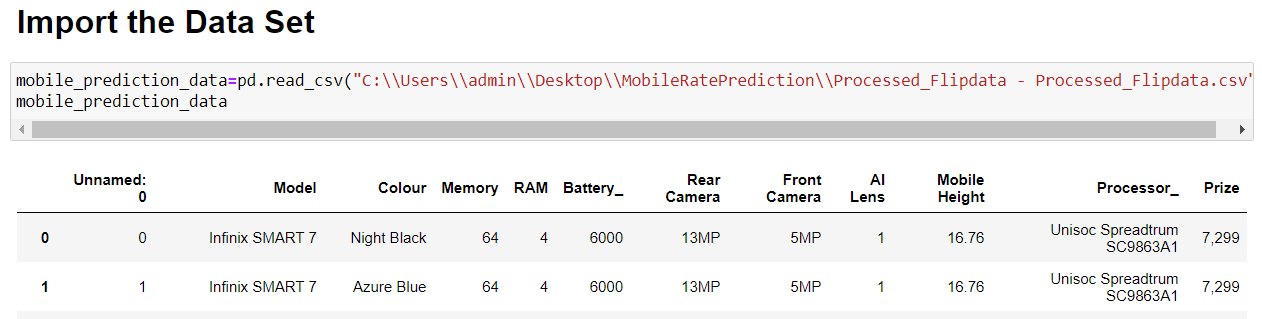 Import the Data Set
mobile_prediction_data=pd.read_csv("C:\\Users\\admin\\Desktop\\MobileRatePrediction\\Processed_Flipdata - Processed_Flipdata.csv"
mobile_prediction_data
Unnamed: 0 Model Colour Memory RAM Battery_ Rear Camera Front Camera AI Lens Mobile Height Processor_ Prize
0 0 Infinix SMART 7 Night Black 64 4 6000 13MP 5MP 1 16.76 Unisoc Spreadtrum SC9863A1 7,299
1 1 Infinix SMART 7 Azure Blue 64 4 6000 13MP 5MP 1 16.76 Unisoc Spreadtrum SC9863A1 7,299